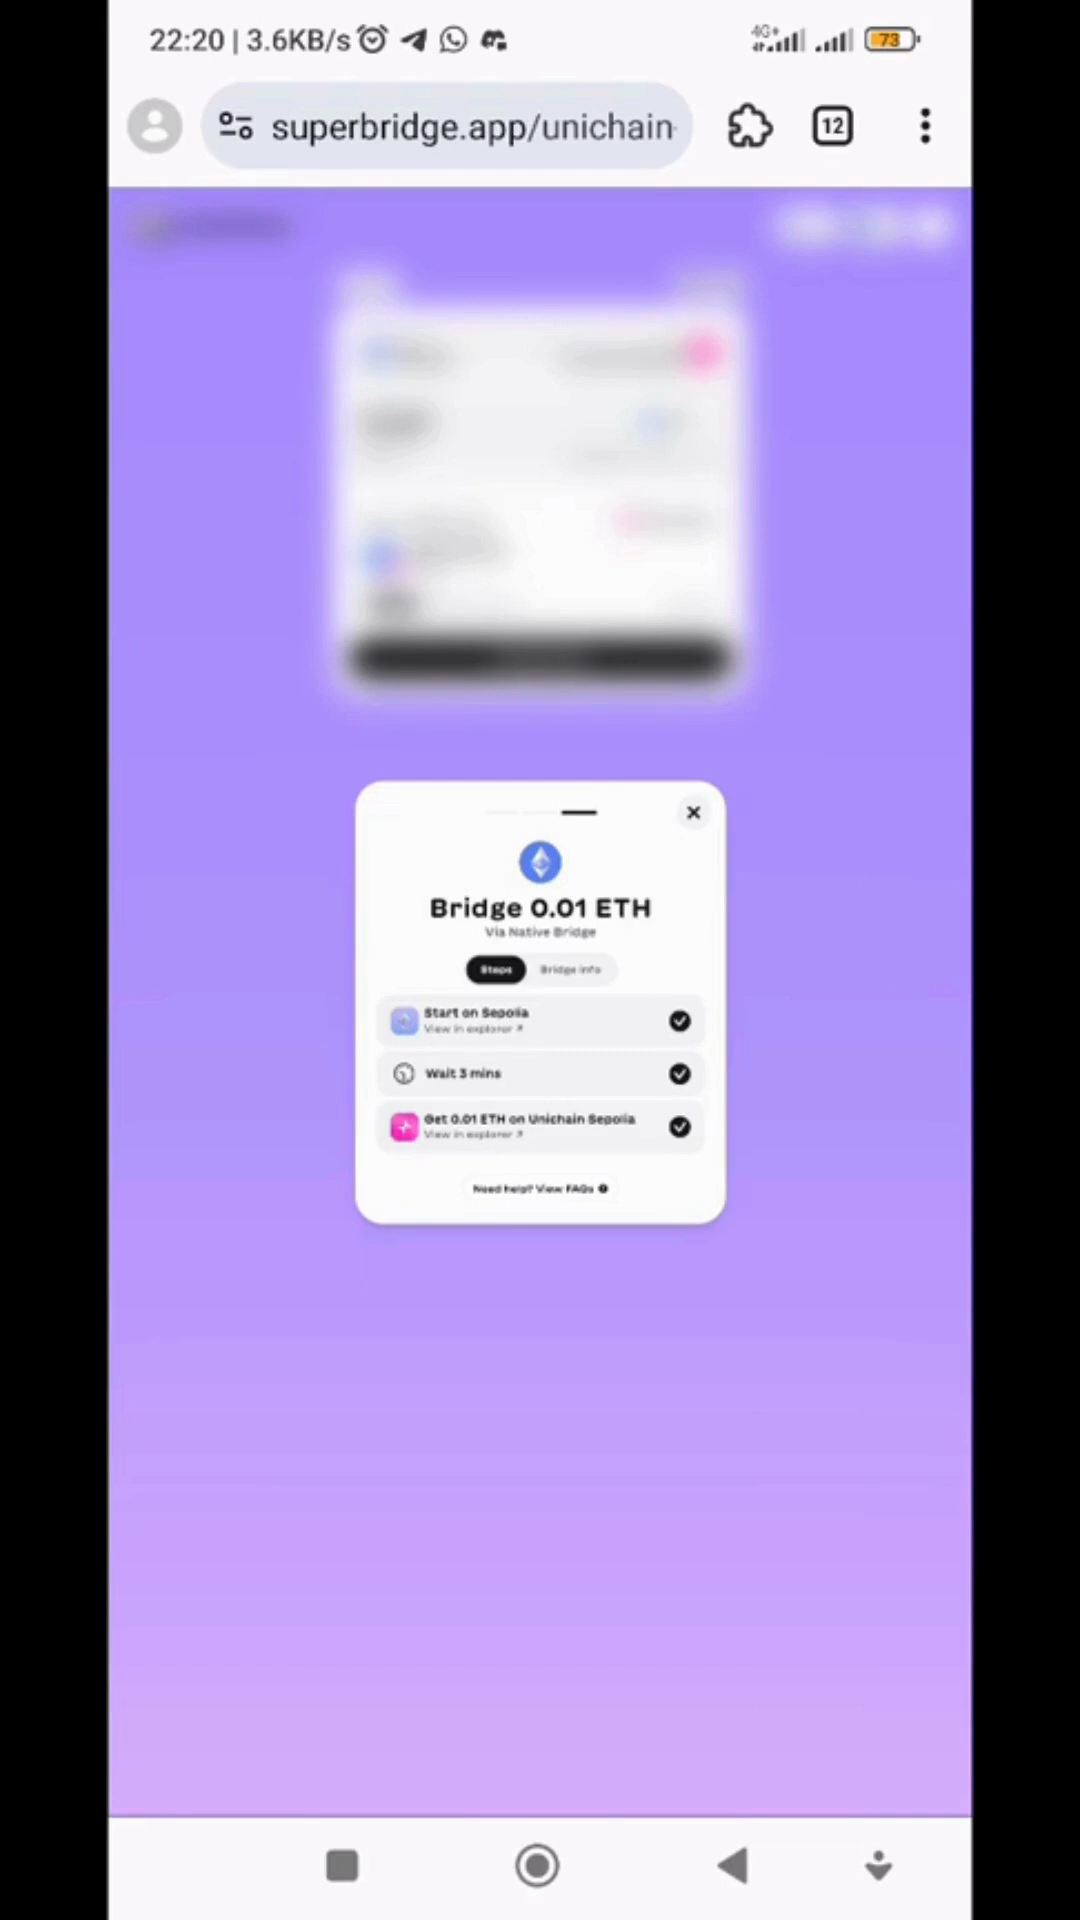 22:20 | 3.6KB/s
4G+
73
superbridge.app/unichain
12
Bridge 0.01 ETH
Via Native Bridge
Steps
Bridge info
Start on Sepolia
View in explorer ↗
Wait 3 mins
Get 0.01 ETH on Unichain Sepolia
View in explorer ↗
Need help? View FAQs